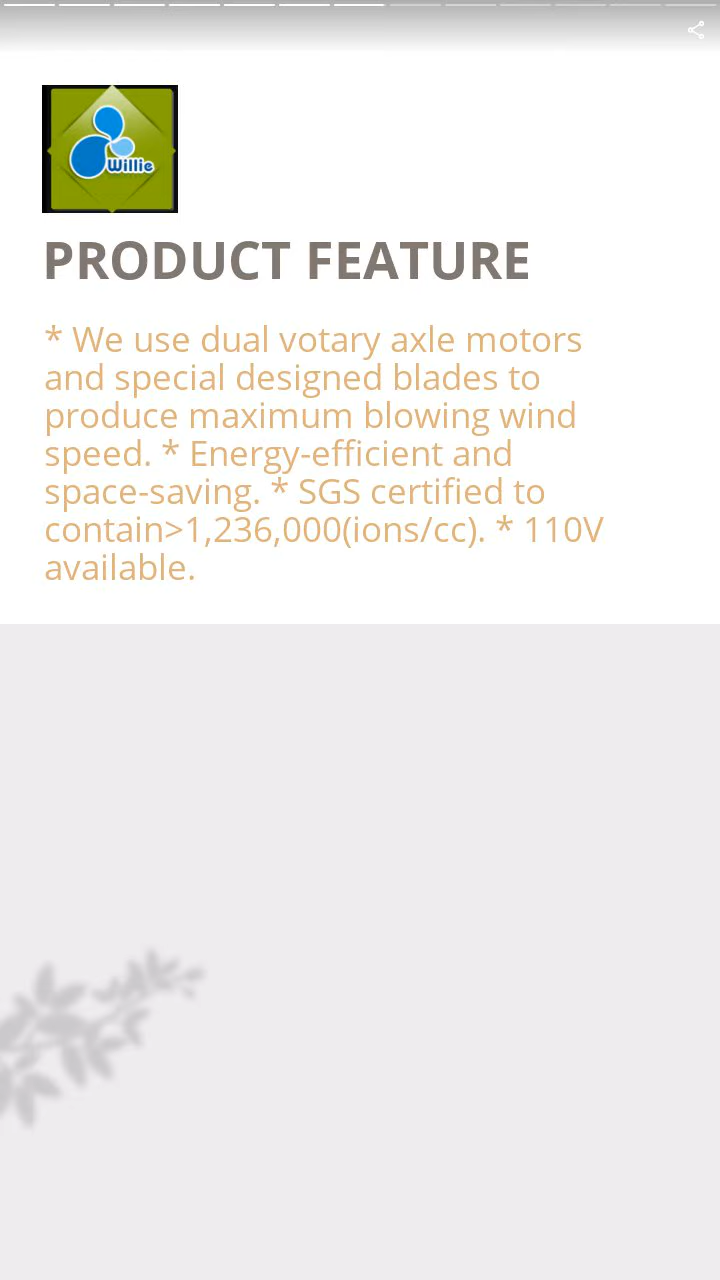 Willie
PRODUCT FEATURE
* We use dual votary axle motors
and special designed blades to
produce maximum blowing wind
speed. * Energy-efficient and
space-saving. * SGS certified to
contain>1,236,000(ions/cc). * 110V
available.